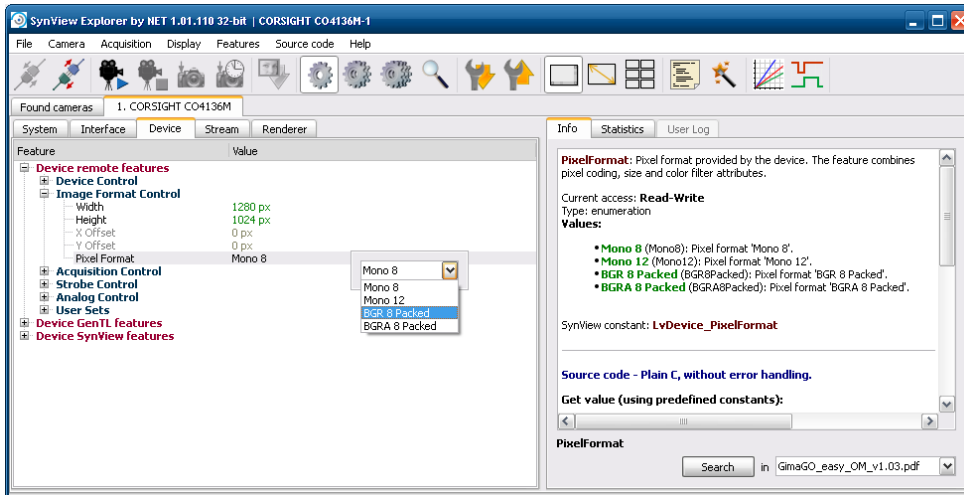 SynView Explorer by NET 1.01.110 32-bit | CORSIGHT CO4136M-1
File Camera Acquisition Display Features Source code Help
Found cameras 1. CORSIGHT CO4136M
System Interface Device Stream Renderer
Feature Value
Device remote features
Device Control
Image Format Control
Width 1280 px
Height 1024 px
X Offset 0 px
Y Offset 0 px
Pixel Format Mono 8
Acquisition Control
Strobe Control
Analog Control
User Sets
Device GenTL features
Device SynView features
Mono 8
Mono 8
Mono 12
BGR 8 Packed
BGRA 8 Packed
Info Statistics User Log
PixelFormat: Pixel format provided by the device. The feature combines
pixel coding, size and color filter attributes.
Current access: Read-Write
Type: enumeration
Values:
• Mono 8 (Mono8): Pixel format 'Mono 8'.
• Mono 12 (Mono12): Pixel format 'Mono 12'.
• BGR 8 Packed (BGR8Packed): Pixel format 'BGR 8 Packed'.
• BGRA 8 Packed (BGRA8Packed): Pixel format 'BGRA 8 Packed'.
SynView constant: LvDevice_PixelFormat
Source code - Plain C, without error handling.
Get value (using predefined constants):
PixelFormat
Search in GimaGO_easy_OM_v1.03.pdf